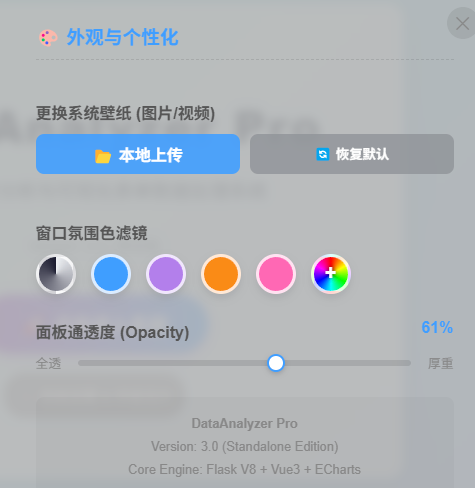 外观与个性化
更换系统壁纸 (图片/视频)
本地上传
恢复默认
窗口氛围色滤镜
面板通透度 (Opacity)
61%
全透
厚重
DataAnalyzer Pro
Version: 3.0 (Standalone Edition)
Core Engine: Flask V8 + Vue3 + ECharts